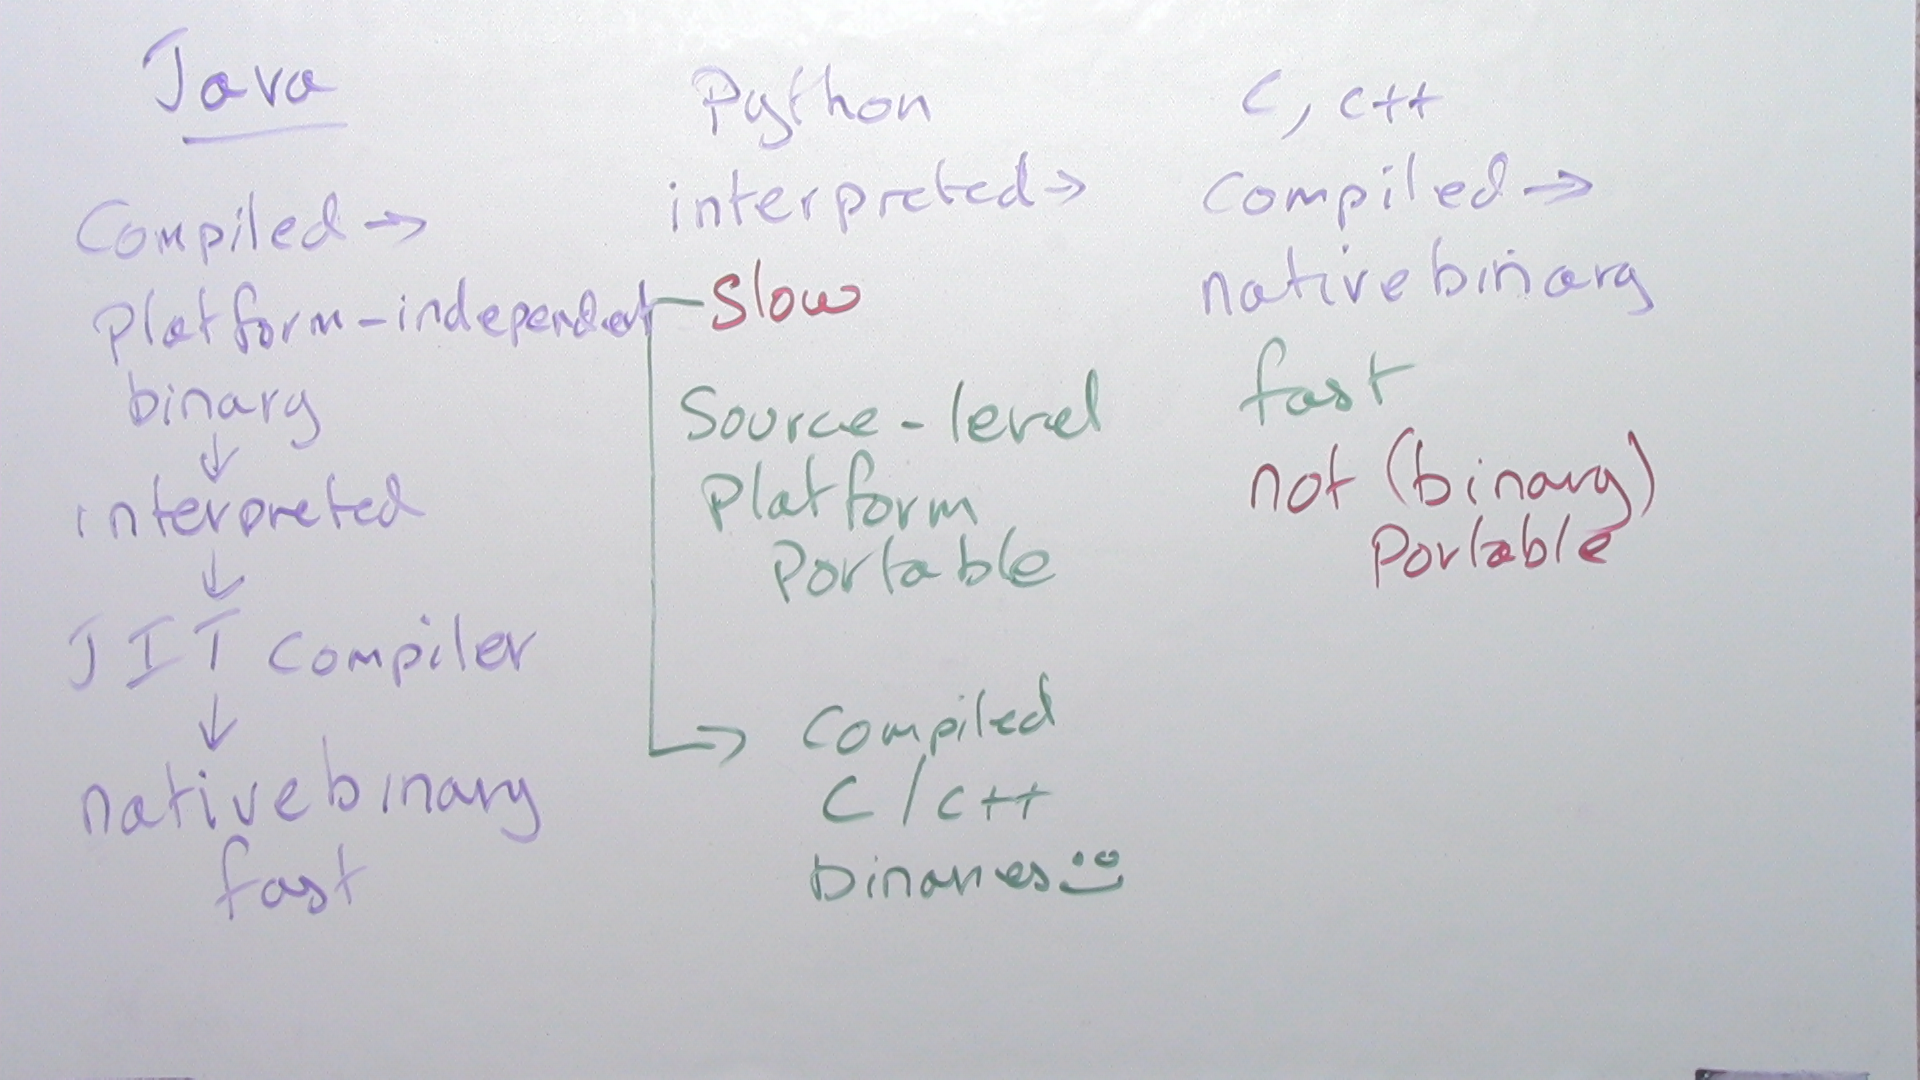 Java
Compiled →
Platform-independent
binary
↓
interpreted
↓
JIT compiler
↓
native binary
fast
Python
interpreted →
Slow
Source-level
Platform
Portable
→ Compiled
C/C++
binaries
C, C++
Compiled →
native binary
fast
not (binary)
Portable